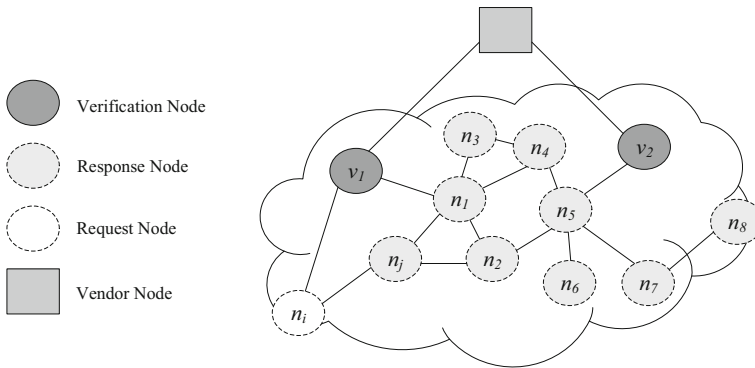 Verification Node
Response Node
Request Node
Vendor Node
n3
n4
v2
v1
n1
n5
n8
nj
n2
n6
n7
ni